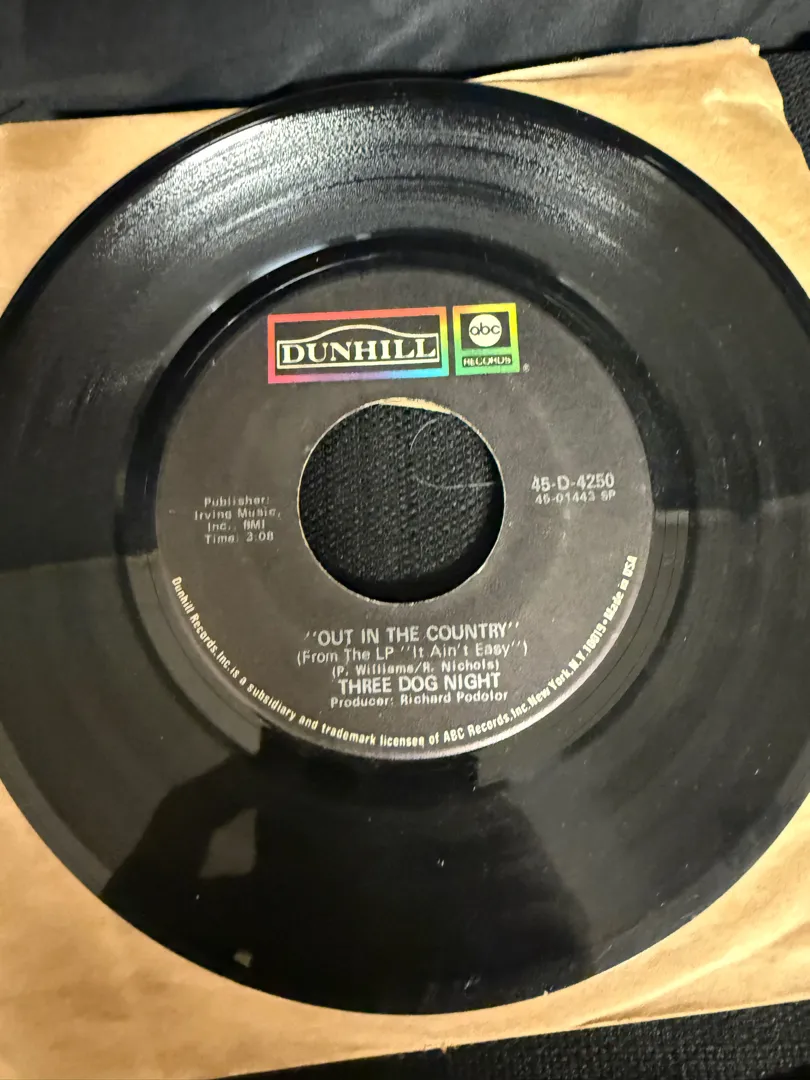 DUNHILL
abc
RECORDS
®
Publisher:
Irving Music,
Inc., BMI
Time: 3:08
45-D-4250
45-01443 SP
"OUT IN THE COUNTRY"
(From The LP "It Ain't Easy")
(P. Williams/R. Nichols)
THREE DOG NIGHT
Producer: Richard Podolor
Dunhill Records, Inc. is a subsidiary and trademark licensee of ABC Records, Inc. New York, N.Y. 10019 • Made in USA